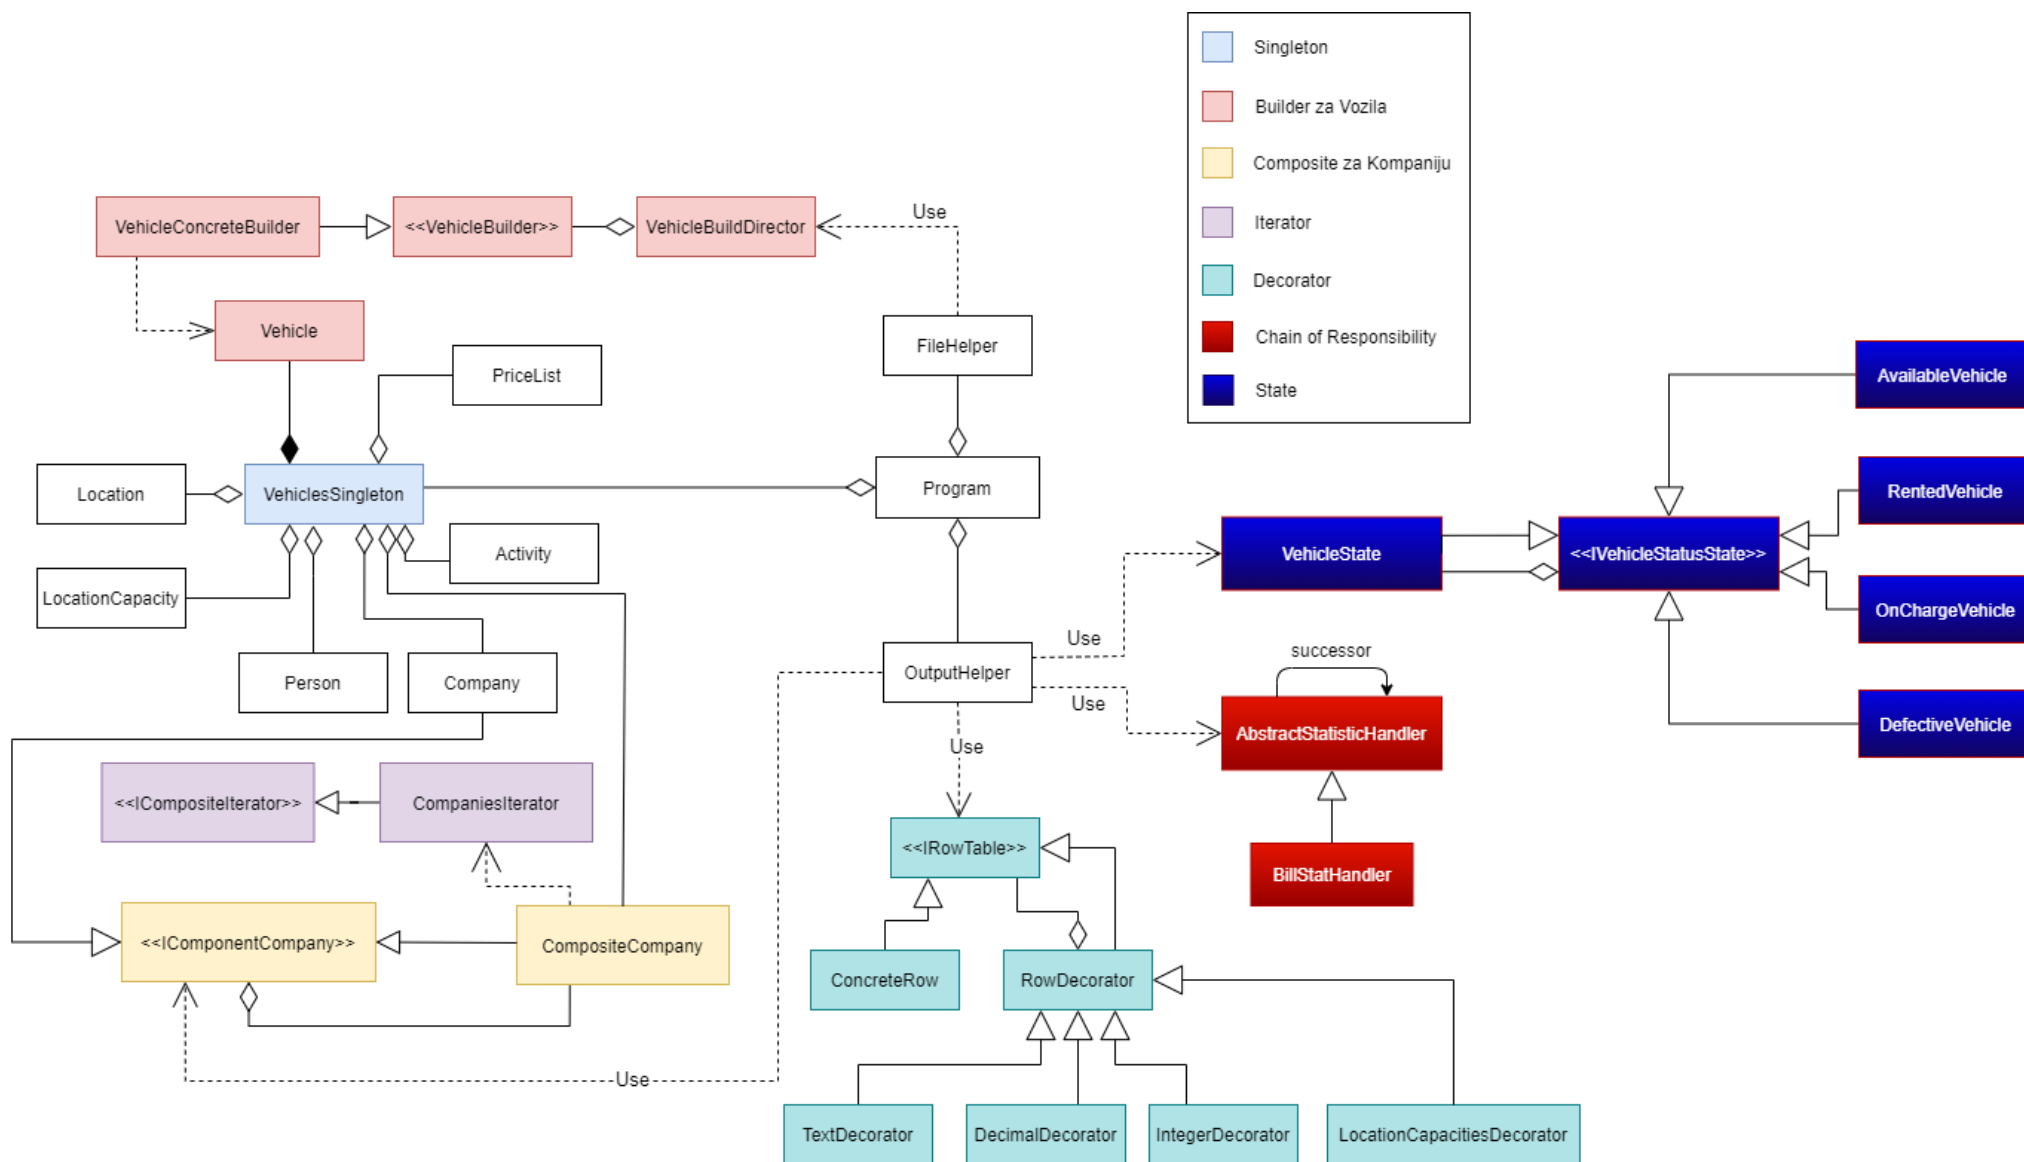 Singleton
Builder za Vozila
Composite za Kompaniju
Iterator
Decorator
Chain of Responsibility
State
VehicleConcreteBuilder
<<VehicleBuilder>>
VehicleBuildDirector
Use
Vehicle
PriceList
FileHelper
Location
VehiclesSingleton
Program
Activity
LocationCapacity
Person
Company
OutputHelper
Use
Use
Use
Use
VehicleState
<<IVehicleStatusState>>
AvailableVehicle
RentedVehicle
OnChargeVehicle
DefectiveVehicle
successor
AbstractStatisticHandler
BillStatHandler
<<ICompositeIterator>>
CompaniesIterator
<<IComponentCompany>>
CompositeCompany
<<IRowTable>>
ConcreteRow
RowDecorator
TextDecorator
DecimalDecorator
IntegerDecorator
LocationCapacitiesDecorator